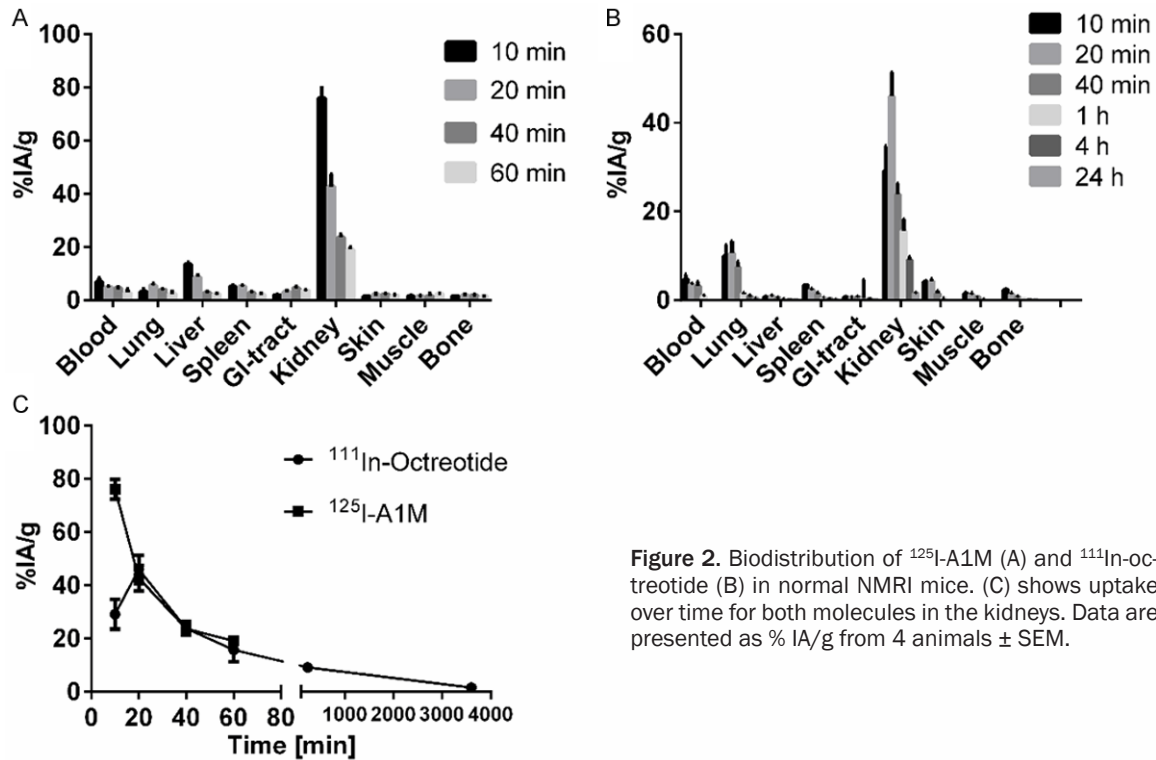 A
100
80
60
40
20
0
%IA/g
10 min
20 min
40 min
60 min
Blood
Lung
Liver
Spleen
GI-tract
Kidney
Skin
Muscle
Bone
B
60
40
20
0
%IA/g
10 min
20 min
40 min
1 h
4 h
24 h
Blood
Lung
Liver
Spleen
GI-tract
Kidney
Skin
Muscle
Bone
C
100
80
60
40
20
0
%IA/g
¹¹¹In-Octreotide
¹²⁵I-A1M
0 20 40 60 80 1000 2000 3000 4000
Time [min]
Figure 2. Biodistribution of ¹²⁵I-A1M (A) and ¹¹¹In-oc-
treotide (B) in normal NMRI mice. (C) shows uptake
over time for both molecules in the kidneys. Data are
presented as % IA/g from 4 animals ± SEM.